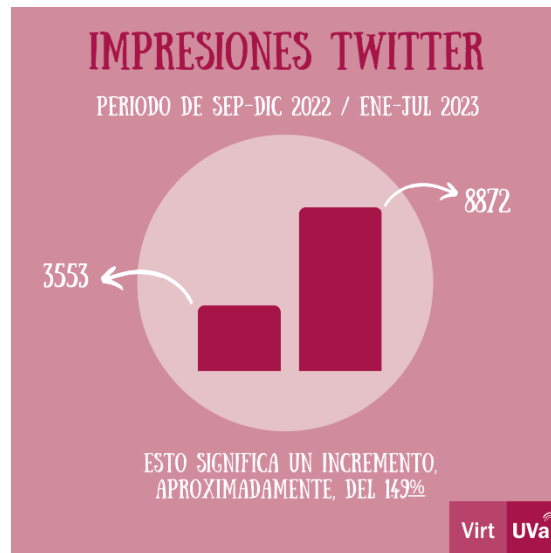 IMPRESIONES TWITTER
PERIODO DE SEP-DIC 2022 / ENE-JUL 2023
8872
3553
ESTO SIGNIFICA UN INCREMENTO,
APROXIMADAMENTE, DEL 149%
Virt UVa